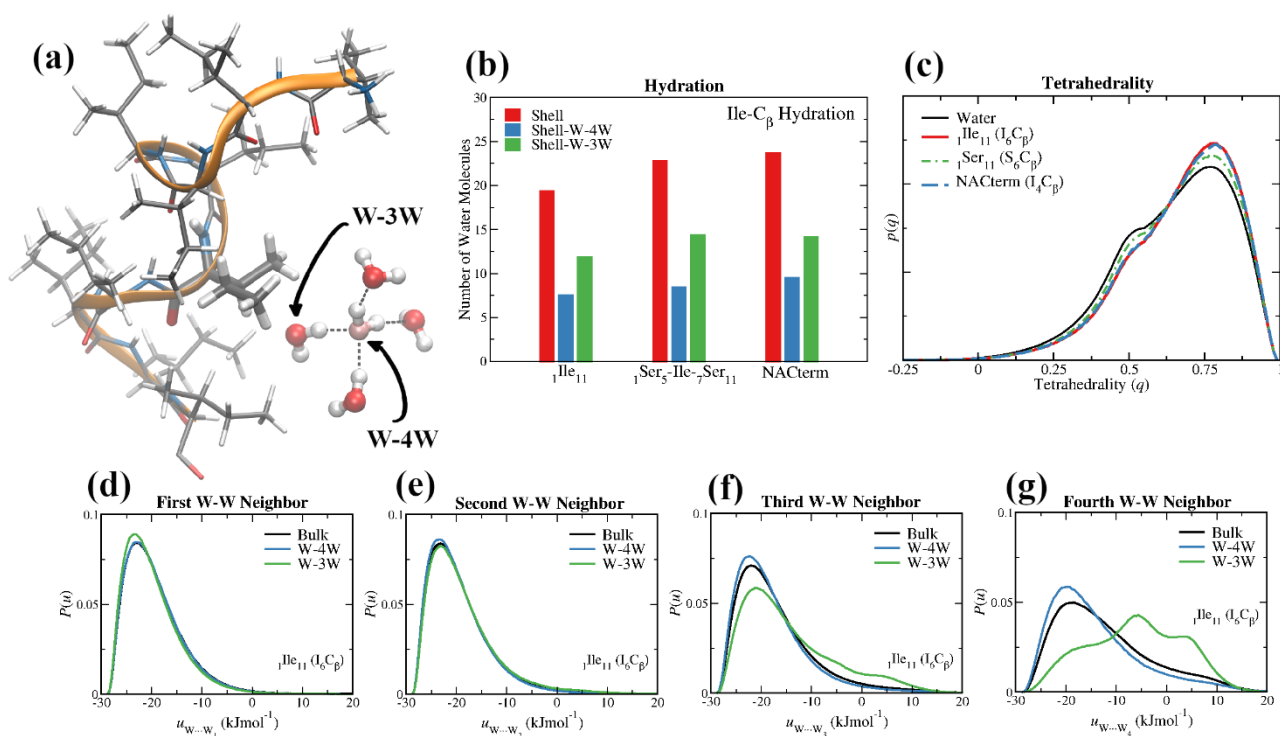 (a)
W-3W
W-4W
(b)
Hydration
Ile-Cβ Hydration
Shell
Shell-W-4W
Shell-W-3W
Number of Water Molecules
30
25
20
15
10
5
0
1Ile11
1Ser5-Ile-7Ser11
NACterm
(c)
Tetrahedrality
Water
1Ile11 (I6Cβ)
1Ser11 (S6Cβ)
NACterm (I4Cβ)
p(q)
-0.25 0 0.25 0.5 0.75 1
Tetrahedrality (q)
(d)
First W-W Neighbor
Bulk
W-4W
W-3W
P(u)
0.1
0.05
0
1Ile11 (I6Cβ)
-30 -20 -10 0 10 20
uW...W1 (kJmol-1)
(e)
Second W-W Neighbor
Bulk
W-4W
W-3W
P(u)
0.1
0.05
0
1Ile11 (I6Cβ)
-30 -20 -10 0 10 20
uW...W2 (kJmol-1)
(f)
Third W-W Neighbor
Bulk
W-4W
W-3W
P(u)
0.1
0.05
0
1Ile11 (I6Cβ)
-30 -20 -10 0 10 20
uW...W3 (kJmol-1)
(g)
Fourth W-W Neighbor
Bulk
W-4W
W-3W
P(u)
0.1
0.05
0
1Ile11 (I6Cβ)
-30 -20 -10 0 10 20
uW...W4 (kJmol-1)